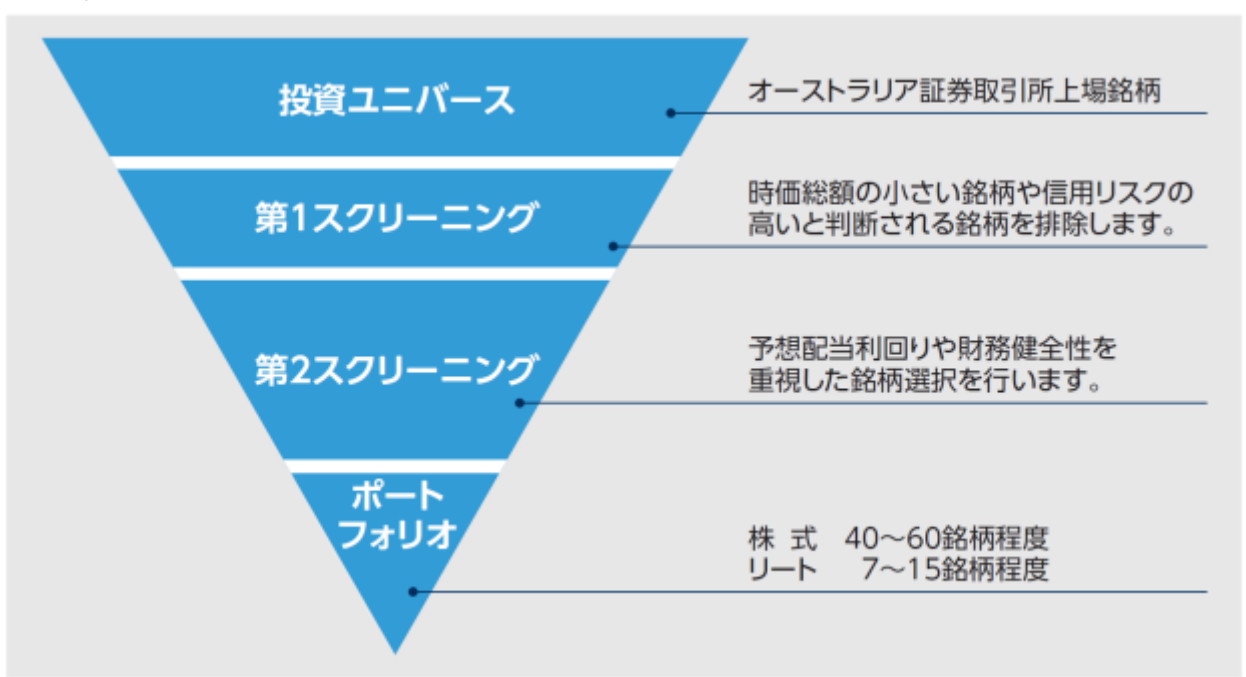 投資ユニバース
オーストラリア証券取引所上場銘柄
第1スクリーニング
時価総額の小さい銘柄や信用リスクの
高いと判断される銘柄を排除します。
第2スクリーニング
予想配当利回りや財務健全性を
重視した銘柄選択を行います。
ポート
フォリオ
株 式 40～60銘柄程度
リート 7～15銘柄程度